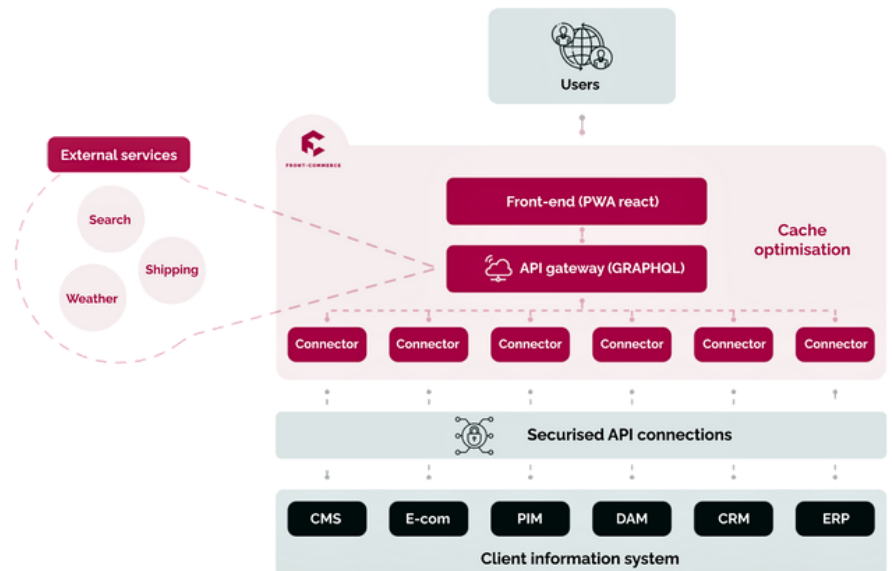 Users
External services
Search
Shipping
Weather
FRONT-COMMERCE
Front-end (PWA react)
API gateway (GRAPHQL)
Cache
optimisation
Connector
Connector
Connector
Connector
Connector
Connector
Securised API connections
CMS
E-com
PIM
DAM
CRM
ERP
Client information system